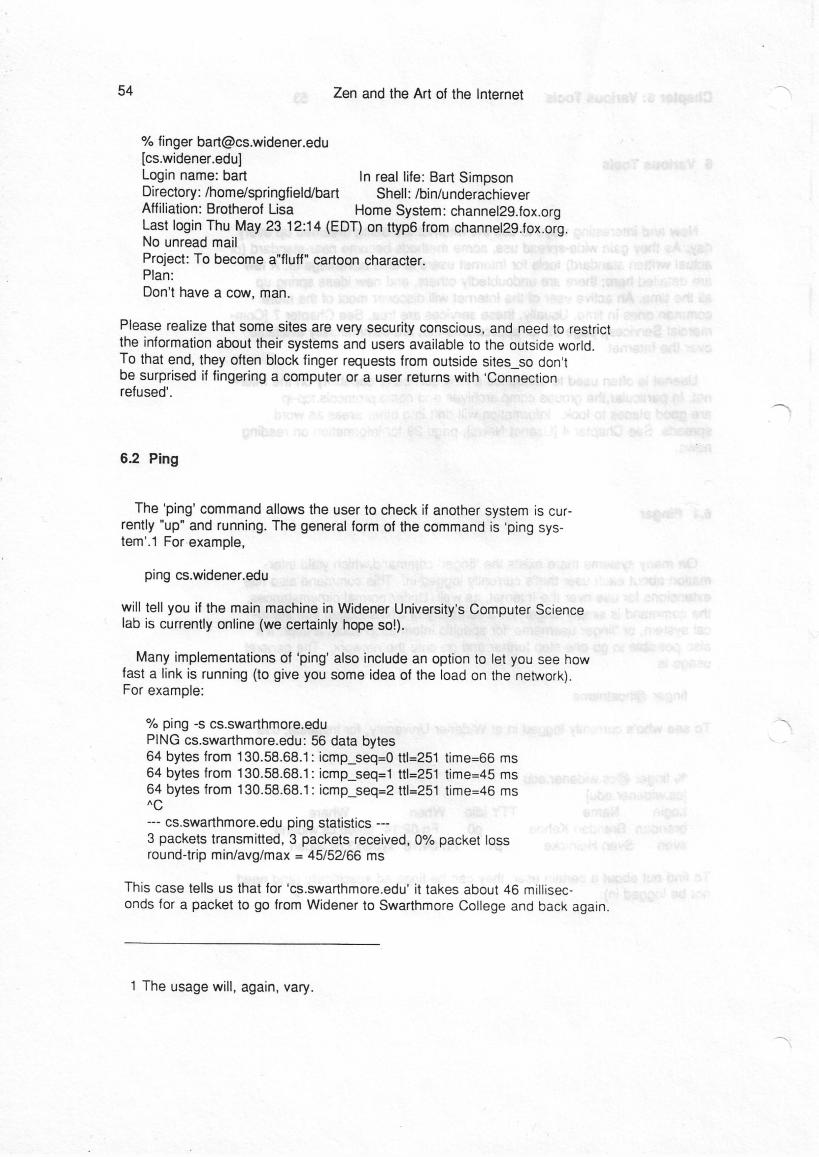 54 Zen and the Art of the Internet
% finger bart@cs.widener.edu
[cs.widener.edu]
Login name: bart In real life: Bart Simpson
Directory: /home/springfield/bart Shell: /bin/underachiever
Affiliation: Brotherof Lisa Home System: channel29.fox.org
Last login Thu May 23 12:14 (EDT) on ttyp6 from channel29.fox.org.
No unread mail
Project: To become a"fluff" cartoon character.
Plan:
Don't have a cow, man.
Please realize that some sites are very security conscious, and need to restrict
the information about their systems and users available to the outside world.
To that end, they often block finger requests from outside sites_so don't
be surprised if fingering a computer or a user returns with 'Connection
refused'.
6.2 Ping
The 'ping' command allows the user to check if another system is cur-
rently "up" and running. The general form of the command is 'ping sys-
tem'.1 For example,
ping cs.widener.edu
will tell you if the main machine in Widener University's Computer Science
lab is currently online (we certainly hope so!).
Many implementations of 'ping' also include an option to let you see how
fast a link is running (to give you some idea of the load on the network).
For example:
% ping -s cs.swarthmore.edu
PING cs.swarthmore.edu: 56 data bytes
64 bytes from 130.58.68.1: icmp_seq=0 ttl=251 time=66 ms
64 bytes from 130.58.68.1: icmp_seq=1 ttl=251 time=45 ms
64 bytes from 130.58.68.1: icmp_seq=2 ttl=251 time=46 ms
^C
--- cs.swarthmore.edu ping statistics ---
3 packets transmitted, 3 packets received, 0% packet loss
round-trip min/avg/max = 45/52/66 ms
This case tells us that for 'cs.swarthmore.edu' it takes about 46 millisec-
onds for a packet to go from Widener to Swarthmore College and back again.
1 The usage will, again, vary.